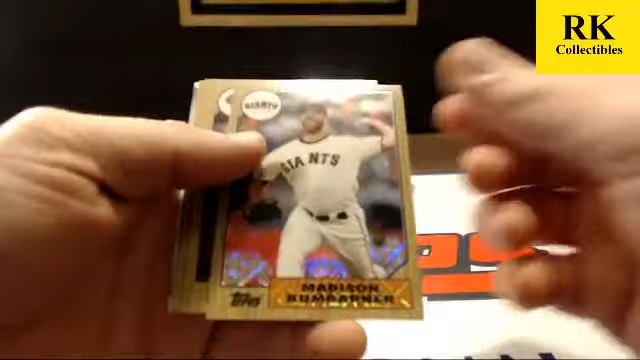 RK
Collectibles
GIANTS
GIANTS
MADISON
BUMGARNER
Topps